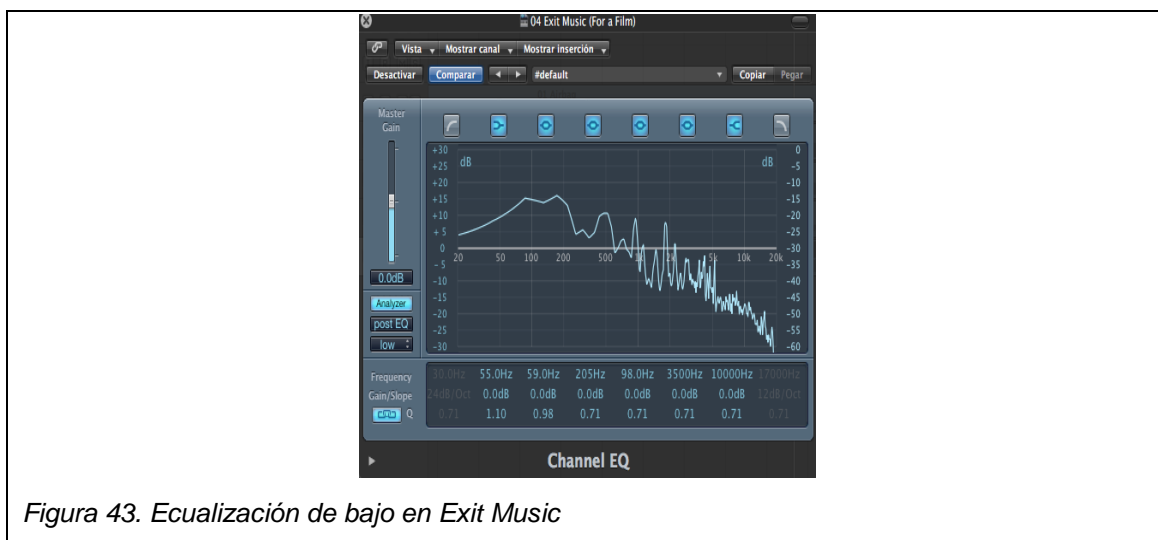 04 Exit Music (For a Film)
Vista Mostrar canal Mostrar inserción
Desactivar Comparar #default Copiar Pegar
Master
Gain
+30 dB dB 0
+25 -5
+20 -10
+15 -15
+10 -20
+ 5 -25
0 -30
20 50 100 200 500 1k 2k 5k 10k 20k
- 5 -35
-10 -40
-15 -45
-20 -50
-25 -55
-30 -60
0.0dB
Analyzer
post EQ
low
Frequency 30.0Hz 55.0Hz 59.0Hz 205Hz 98.0Hz 3500Hz 10000Hz 17000Hz
Gain/Slope 24dB/Oct 0.0dB 0.0dB 0.0dB 0.0dB 0.0dB 0.0dB 12dB/Oct
Q 0.71 1.10 0.98 0.71 0.71 0.71 0.71 0.71
Channel EQ
Figura 43. Ecualización de bajo en Exit Music